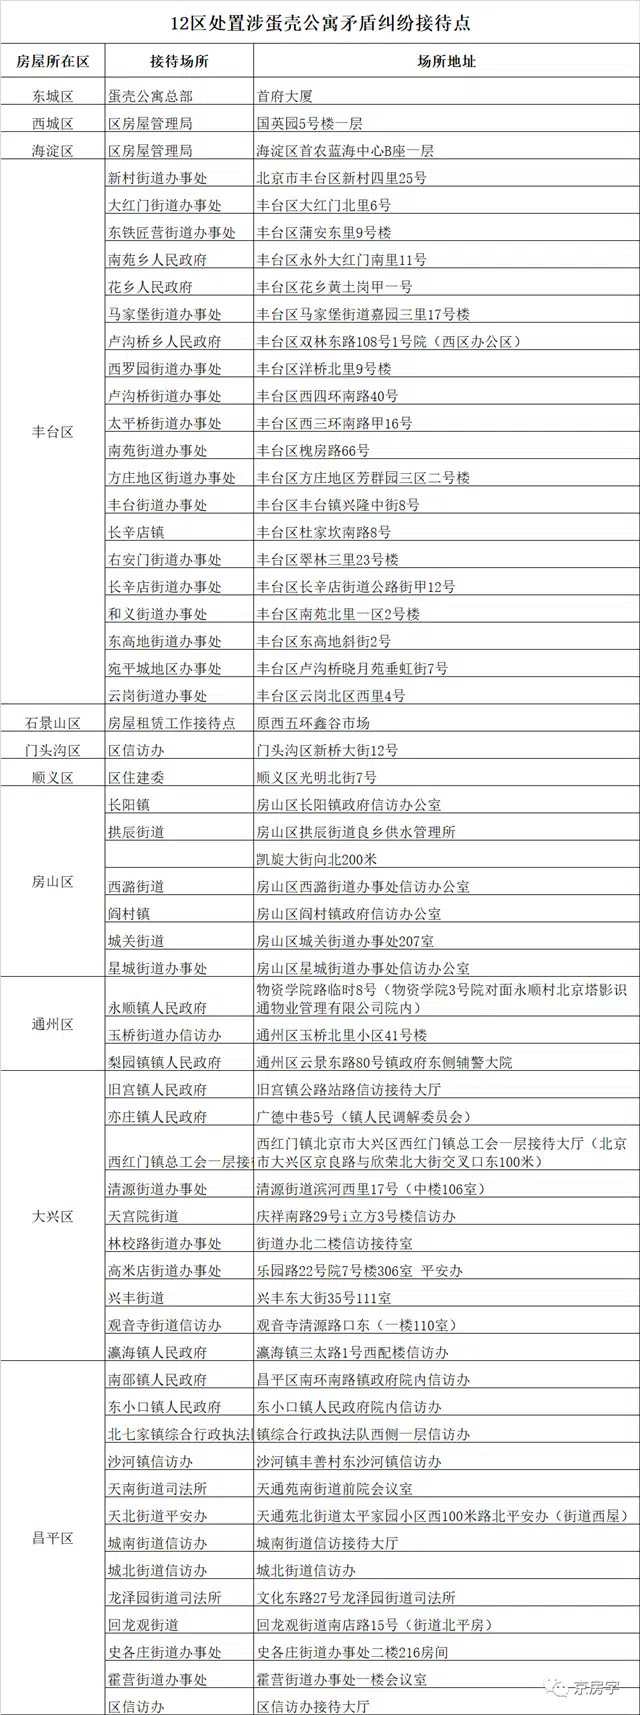 12区处置涉蛋壳公寓矛盾纠纷接待点
房屋所在区 接待场所 场所地址
东城区 蛋壳公寓总部 首府大厦
西城区 区房屋管理局 国英园5号楼一层
海淀区 区房屋管理局 海淀区首农蓝海中心B座一层
丰台区
新村街道办事处 北京市丰台区新村四里25号
大红门街道办事处 丰台区大红门北里6号
东铁匠营街道办事处 丰台区蒲安东里9号楼
南苑乡人民政府 丰台区永外大红门南里11号
花乡人民政府 丰台区花乡黄土岗甲一号
马家堡街道办事处 丰台区马家堡街道嘉园三里17号楼
卢沟桥乡人民政府 丰台区双林东路108号1号院（西区办公区）
西罗园街道办事处 丰台区洋桥北里9号楼
卢沟桥街道办事处 丰台区西四环南路40号
太平桥街道办事处 丰台区西三环南路甲16号
南苑街道办事处 丰台区槐房路66号
方庄地区街道办事处 丰台区方庄地区芳群园三区二号楼
丰台街道办事处 丰台区丰台镇兴隆中街8号
长辛店镇 丰台区杜家坎南路8号
右安门街道办事处 丰台区翠林三里23号楼
长辛店街道办事处 丰台区长辛店街道公路街甲12号
和义街道办事处 丰台区南苑北里一区2号楼
东高地街道办事处 丰台区东高地斜街2号
宛平城地区办事处 丰台区卢沟桥晓月苑垂虹街7号
云岗街道办事处 丰台区云岗北区西里4号
石景山区 房屋租赁工作接待点 原西五环鑫谷市场
门头沟区 区信访办 门头沟区新桥大街12号
顺义区 区住建委 顺义区光明北街7号
房山区
长阳镇 房山区长阳镇政府信访办公室
拱辰街道 房山区拱辰街道良乡供水管理所
凯旋大街向北200米
西潞街道 房山区西潞街道办事处信访办公室
阎村镇 房山区阎村镇政府信访办公室
城关街道 房山区城关街道办事处207室
星城街道办事处 房山区星城街道办事处信访办公室
通州区
永顺镇人民政府 物资学院路临时8号（物资学院3号院对面永顺村北京塔影识
通物业管理有限公司院内）
玉桥街道办信访办 通州区玉桥北里小区41号楼
梨园镇镇人民政府 通州区云景东路80号镇政府东侧辅警大院
大兴区
旧宫镇人民政府 旧宫镇公路站路信访接待大厅
亦庄镇人民政府 广德中巷5号（镇人民调解委员会）
西红门镇总工会一层接 西红门镇北京市大兴区西红门镇总工会一层接待大厅（北京
市大兴区京良路与欣荣北大街交叉口东100米）
清源街道办事处 清源街道滨河西里17号（中楼106室）
天宫院街道 庆祥南路29号i立方3号楼信访办
林校路街道办事处 街道办北二楼信访接待室
高米店街道办事处 乐园路22号院7号楼306室 平安办
兴丰街道 兴丰东大街35号111室
观音寺街道信访办 观音寺清源路口东（一楼110室）
瀛海镇人民政府 瀛海镇三太路1号西配楼信访办
昌平区
南邵镇人民政府 昌平区南环南路镇政府院内信访办
东小口镇人民政府 东小口镇人民政府院内信访办
北七家镇综合行政执法 镇综合行政执法队西侧一层信访办
沙河镇信访办 沙河镇丰善村东沙河镇信访办
天南街道司法所 天通苑南街道前院会议室
天北街道平安办 天通苑北街道太平家园小区西100米路北平安办（街道西屋）
城南街道信访办 城南街道信访接待大厅
城北街道信访办 城北街道信访办
龙泽园街道司法所 文化东路27号龙泽园街道司法所
回龙观街道 回龙观街道南店路15号（街道北平房）
史各庄街道办事处 史各庄街道办事处二楼216房间
霍营街道办事处 霍营街道办事处一楼会议室
区信访办 区信访办接待大厅
京房字